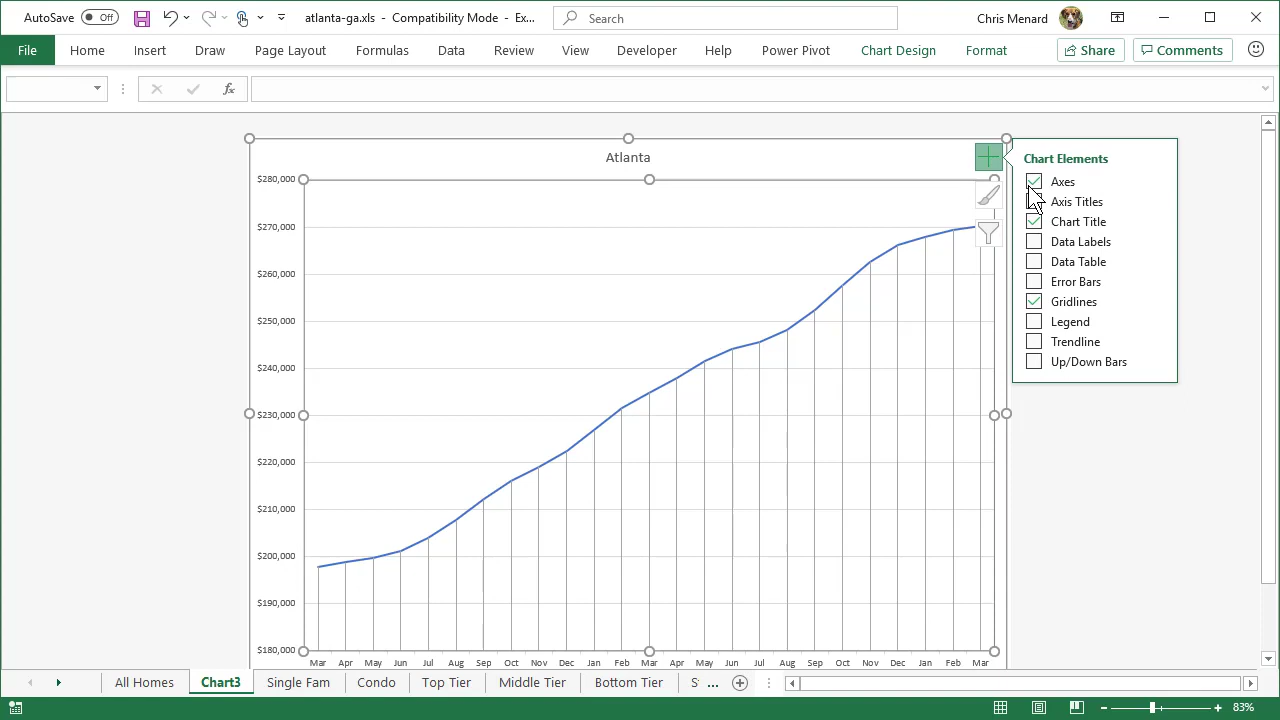 AutoSave Off atlanta-ga.xls - Compatibility Mode - Ex... Search Chris Menard
File Home Insert Draw Page Layout Formulas Data Review View Developer Help Power Pivot Chart Design Format Share Comments
fx
Atlanta
$280,000
$270,000
$260,000
$250,000
$240,000
$230,000
$220,000
$210,000
$200,000
$190,000
$180,000
Mar Apr May Jun Jul Aug Sep Oct Nov Dec Jan Feb Mar Apr May Jun Jul Aug Sep Oct Nov Dec Jan Feb Mar
Chart Elements
Axes
Axis Titles
Chart Title
Data Labels
Data Table
Error Bars
Gridlines
Legend
Trendline
Up/Down Bars
All Homes Chart3 Single Fam Condo Top Tier Middle Tier Bottom Tier S ...
83%